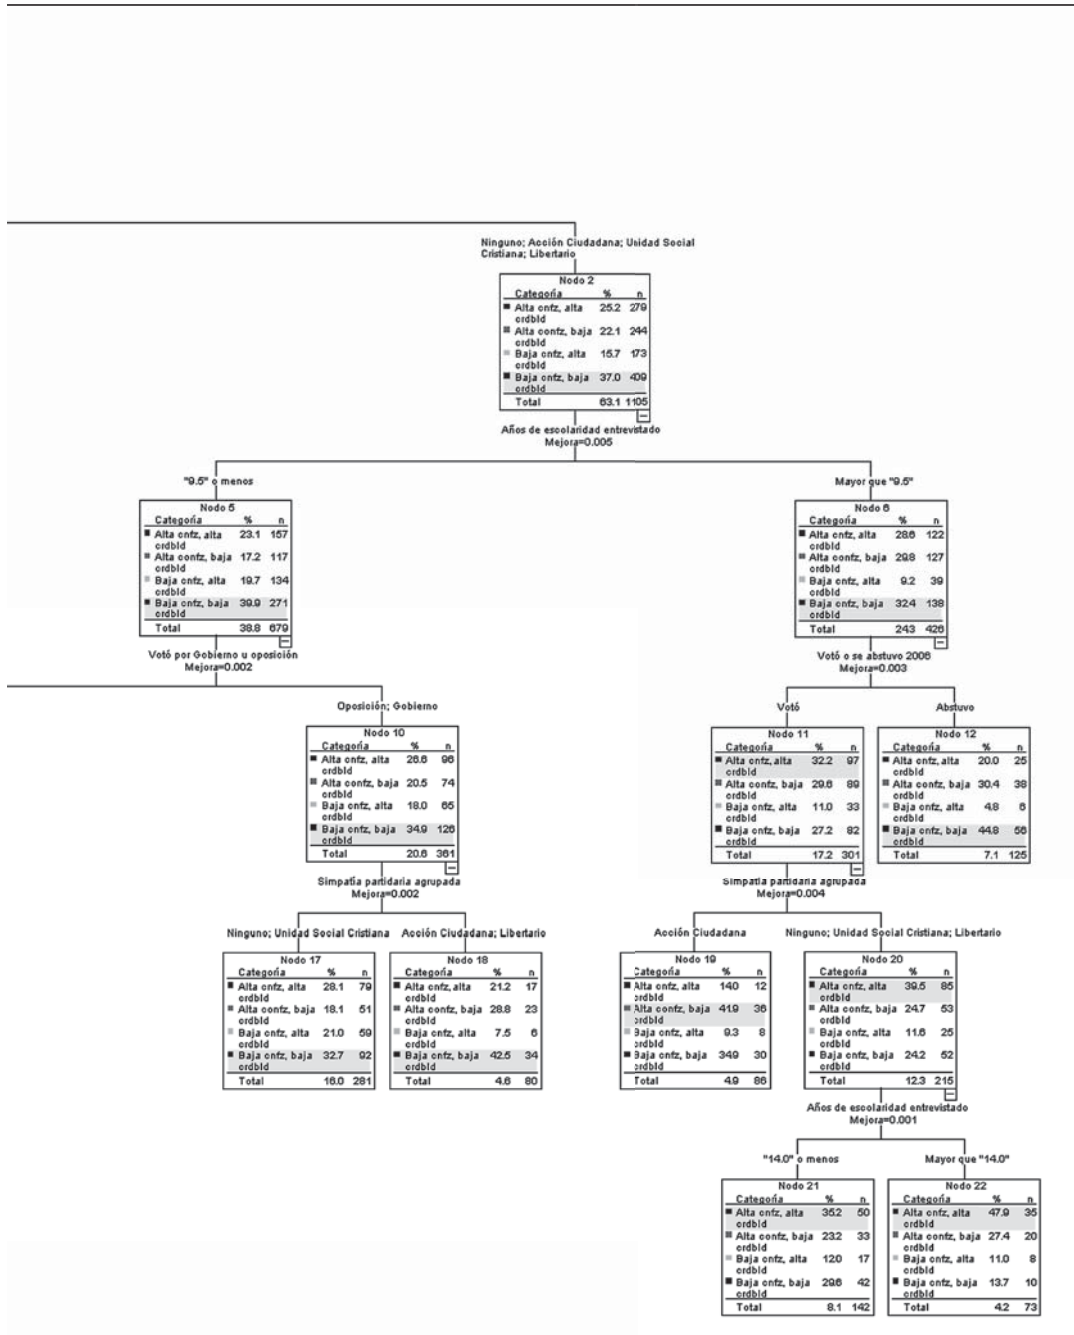 Ninguno; Acción Ciudadana; Unidad Social
Cristiana; Libertario
Nodo 2
Categoría % n
Alta cnfz, alta 25.2 279
crdbld
Alta confz, baja 22.1 244
crdbld
Baja cnfz, alta 15.7 173
crdbld
Baja cnfz, baja 37.0 409
crdbld
Total 63.1 1105
Años de escolaridad entrevistado
Mejora=0.005
"9.5" o menos
Nodo 5
Categoría % n
Alta cnfz, alta 23.1 157
crdbld
Alta confz, baja 17.2 117
crdbld
Baja cnfz, alta 19.7 134
crdbld
Baja cnfz, baja 39.9 271
crdbld
Total 38.8 679
Votó por Gobierno u oposición
Mejora=0.002
Mayor que "9.5"
Nodo 6
Categoría % n
Alta cnfz, alta 28.6 122
crdbld
Alta confz, baja 29.8 127
crdbld
Baja cnfz, alta 9.2 39
crdbld
Baja cnfz, baja 32.4 138
crdbld
Total 24.3 426
Votó o se abstuvo 2006
Mejora=0.003
Oposición; Gobierno
Nodo 10
Categoría % n
Alta cnfz, alta 26.6 96
crdbld
Alta confz, baja 20.5 74
crdbld
Baja cnfz, alta 18.0 65
crdbld
Baja cnfz, baja 34.9 126
crdbld
Total 20.6 361
Simpatía partidaria agrupada
Mejora=0.002
Votó
Nodo 11
Categoría % n
Alta cnfz, alta 32.2 97
crdbld
Alta confz, baja 29.6 89
crdbld
Baja cnfz, alta 11.0 33
crdbld
Baja cnfz, baja 27.2 82
crdbld
Total 17.2 301
Simpatía partidaria agrupada
Mejora=0.004
Abstuvo
Nodo 12
Categoría % n
Alta cnfz, alta 20.0 25
crdbld
Alta confz, baja 30.4 38
crdbld
Baja cnfz, alta 4.8 6
crdbld
Baja cnfz, baja 44.8 56
crdbld
Total 7.1 125
Ninguno; Unidad Social Cristiana
Nodo 17
Categoría % n
Alta cnfz, alta 28.1 79
crdbld
Alta confz, baja 18.1 51
crdbld
Baja cnfz, alta 21.0 59
crdbld
Baja cnfz, baja 32.7 92
crdbld
Total 16.0 281
Acción Ciudadana; Libertario
Nodo 18
Categoría % n
Alta cnfz, alta 21.2 17
crdbld
Alta confz, baja 28.8 23
crdbld
Baja cnfz, alta 7.5 6
crdbld
Baja cnfz, baja 42.5 34
crdbld
Total 4.6 80
Acción Ciudadana
Nodo 19
Categoría % n
Alta cnfz, alta 14.0 12
crdbld
Alta confz, baja 41.9 36
crdbld
Baja cnfz, alta 9.3 8
crdbld
Baja cnfz, baja 34.9 30
crdbld
Total 4.9 86
Ninguno; Unidad Social Cristiana; Libertario
Nodo 20
Categoría % n
Alta cnfz, alta 39.5 85
crdbld
Alta confz, baja 24.7 53
crdbld
Baja cnfz, alta 11.6 25
crdbld
Baja cnfz, baja 24.2 52
crdbld
Total 12.3 215
Años de escolaridad entrevistado
Mejora=0.001
"14.0" o menos
Nodo 21
Categoría % n
Alta cnfz, alta 35.2 50
crdbld
Alta confz, baja 23.2 33
crdbld
Baja cnfz, alta 12.0 17
crdbld
Baja cnfz, baja 29.6 42
crdbld
Total 8.1 142
Mayor que "14.0"
Nodo 22
Categoría % n
Alta cnfz, alta 47.9 35
crdbld
Alta confz, baja 27.4 20
crdbld
Baja cnfz, alta 11.0 8
crdbld
Baja cnfz, baja 13.7 10
crdbld
Total 4.2 73